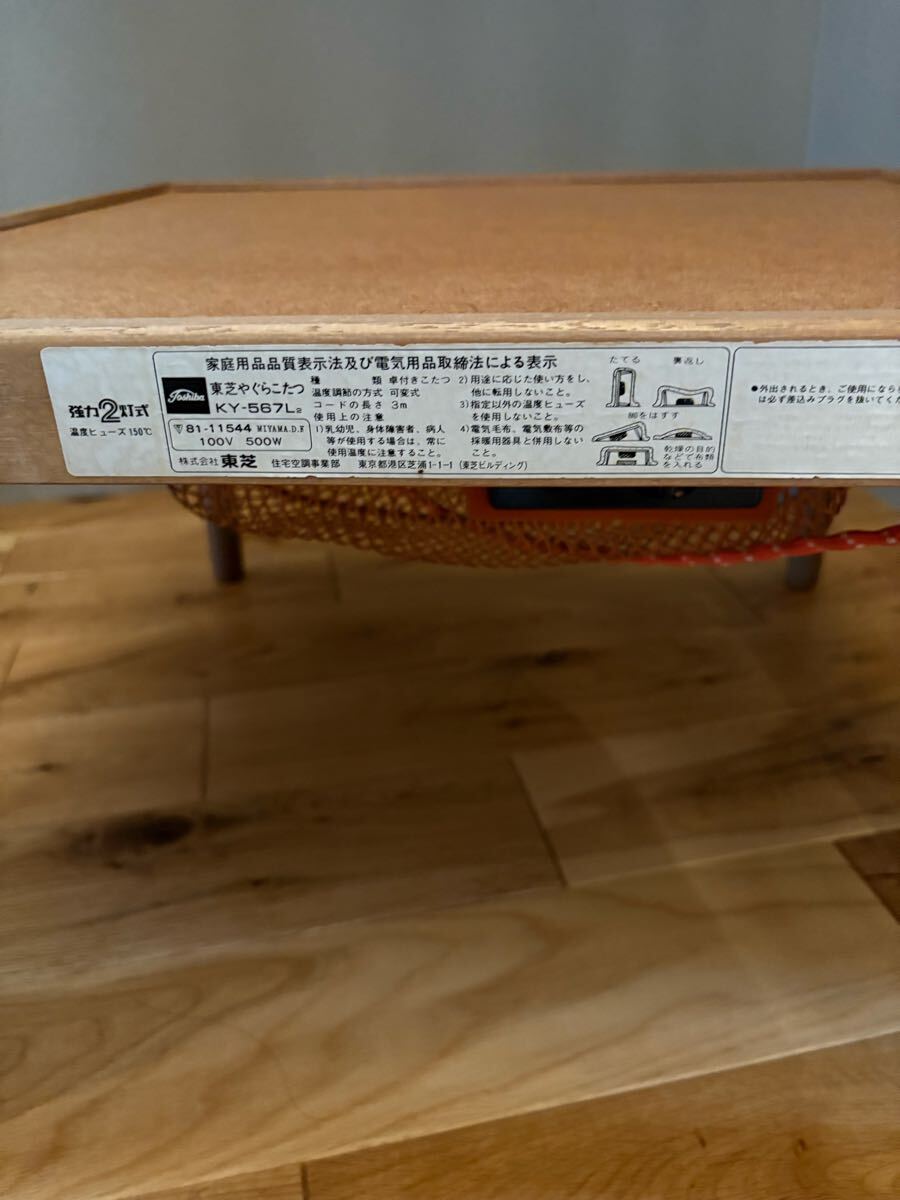 強力2灯式
温度ヒューズ 150℃
家庭用品品質表示法及び電気用品取締法による表示
Toshiba
東芝やぐらこたつ
KY-567L2
81-11544 MIYAMA.D.F
100V 500W
種類 卓付きこたつ
温度調節の方式 可変式
コードの長さ 3m
使用上の注意
1)乳幼児、身体障害者、病人
等が使用する場合は、常に
使用温度に注意すること。
2)用途に応じた使い方をし、
他に転用しないこと。
3)指定以外の温度ヒューズ
を使用しないこと。
4)電気毛布、電気敷布等の
採暖用器具と併用しない
こと。
株式会社 東芝 住宅空調事業部 東京都港区芝浦1-1-1 (東芝ビルディング)
たてる
裏返し
脚をはずす
乾燥の目的
などで布類
を入れる
●外出されるとき、ご使用になら
は必ず差込みプラグを抜いてくだ